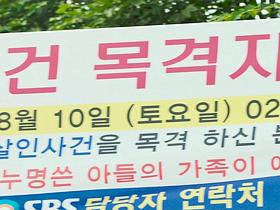 건 목격자
8월 10일 (토요일) 02
살인사건을 목격 하신 분
누명쓴 아들의 가족이 애
SBS 담당자 연락처